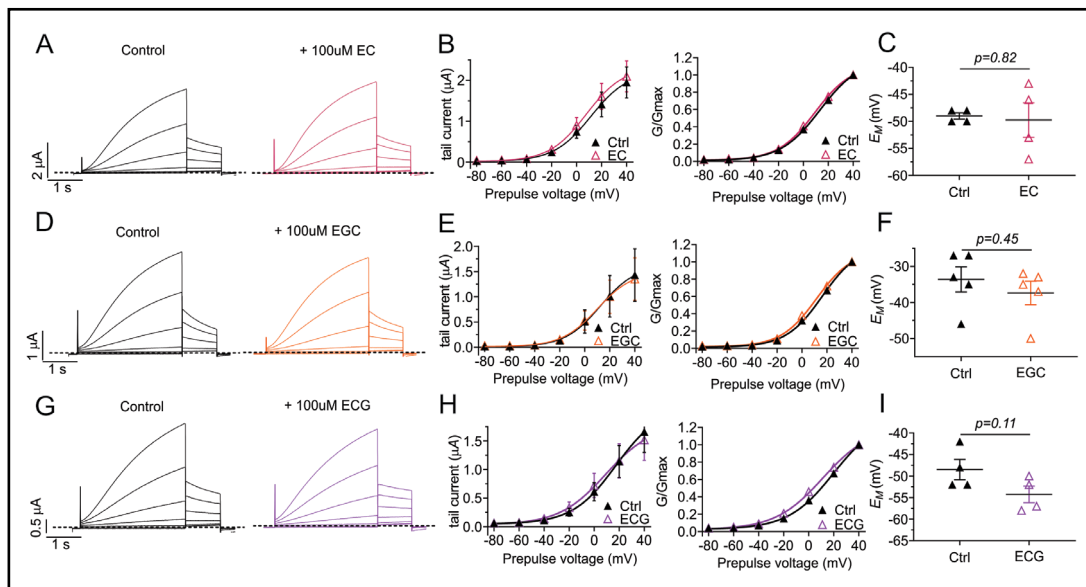 A
Control
+ 100uM EC
2 µA
1 s
B
tail current (µA)
2
1
0
-80 -60 -40 -20 0 20 40
Prepulse voltage (mV)
Ctrl
EC
G/Gmax
1.2
1.0
0.8
0.6
0.4
0.2
0.0
-80 -60 -40 -20 0 20 40
Prepulse voltage (mV)
Ctrl
EC
C
p=0.82
EM (mV)
-40
-45
-50
-55
-60
Ctrl EC
D
Control
+ 100uM EGC
1 µA
1 s
E
tail current (µA)
2.0
1.5
1.0
0.5
0.0
-80 -60 -40 -20 0 20 40
Prepulse voltage (mV)
Ctrl
EGC
G/Gmax
1.2
1.0
0.8
0.6
0.4
0.2
0.0
-80 -60 -40 -20 0 20 40
Prepulse voltage (mV)
Ctrl
EGC
F
p=0.45
EM (mV)
-30
-40
-50
Ctrl EGC
G
Control
+ 100uM ECG
0.5 µA
1 s
H
tail current (µA)
2.0
1.5
1.0
0.5
0.0
-80 -60 -40 -20 0 20 40
Prepulse voltage (mV)
Ctrl
ECG
G/Gmax
1.2
1.0
0.8
0.6
0.4
0.2
0.0
-80 -60 -40 -20 0 20 40
Prepulse voltage (mV)
Ctrl
ECG
I
p=0.11
EM (mV)
-40
-45
-50
-55
-60
-65
Ctrl ECG